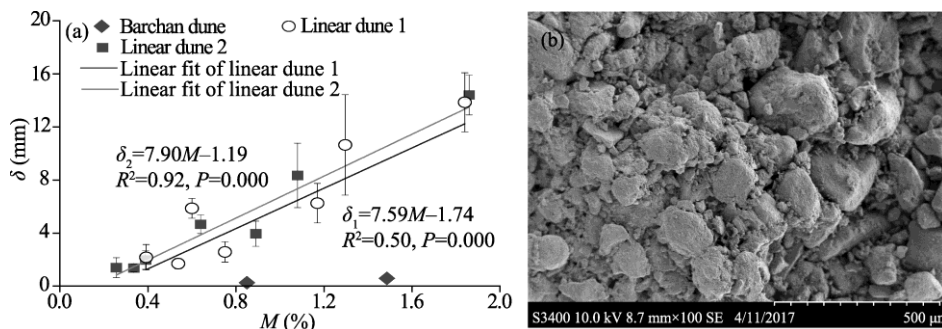 (a)
Barchan dune
Linear dune 1
Linear dune 2
Linear fit of linear dune 1
Linear fit of linear dune 2
δ₂=7.90M–1.19
R²=0.92, P=0.000
δ₁=7.59M–1.74
R²=0.50, P=0.000
20
16
12
8
4
0
δ (mm)
0.0 0.4 0.8 1.2 1.6 2.0
M (%)
(b)
S3400 10.0 kV 8.7 mm×100 SE 4/11/2017 500 μm